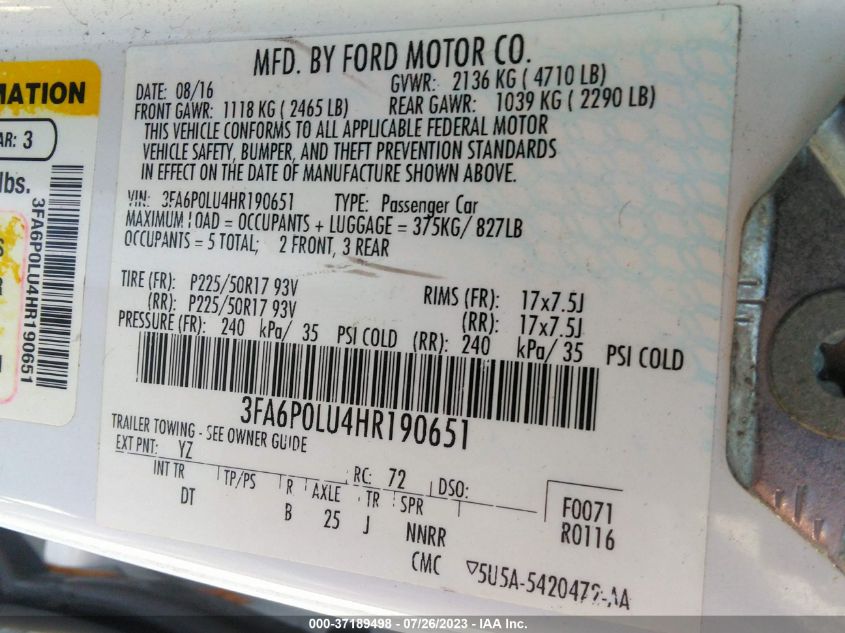 MFD. BY FORD MOTOR CO.
DATE: 08/16 GVWR: 2136 KG ( 4710 LB)
FRONT GAWR: 1118 KG ( 2465 LB) REAR GAWR: 1039 KG ( 2290 LB)
THIS VEHICLE CONFORMS TO ALL APPLICABLE FEDERAL MOTOR
VEHICLE SAFETY, BUMPER, AND THEFT PREVENTION STANDARDS
IN EFFECT ON THE DATE OF MANUFACTURE SHOWN ABOVE.
VIN: 3FA6P0LU4HR190651 TYPE: Passenger Car
MAXIMUM LOAD = OCCUPANTS + LUGGAGE = 375KG/ 827LB
OCCUPANTS = 5 TOTAL; 2 FRONT, 3 REAR
TIRE (FR): P225/50R17 93V RIMS (FR): 17x7.5J
(RR): P225/50R17 93V (RR): 17x7.5J
PRESSURE (FR): 240 kPa/ 35 PSI COLD (RR): 240 kPa/ 35 PSI COLD
3FA6P0LU4HR190651
TRAILER TOWING - SEE OWNER GUIDE
EXT PNT: YZ RC: 72 DSO:
INT TR TP/PS R AXLE TR SPR
DT B 25 J NNRR
F0071
R0116
CMC ▽5U5A-5420472-AA
MATION
AR: 3
lbs.
3FA6P0LU4HR190651
000-37189498 - 07/26/2023 - IAAI.com